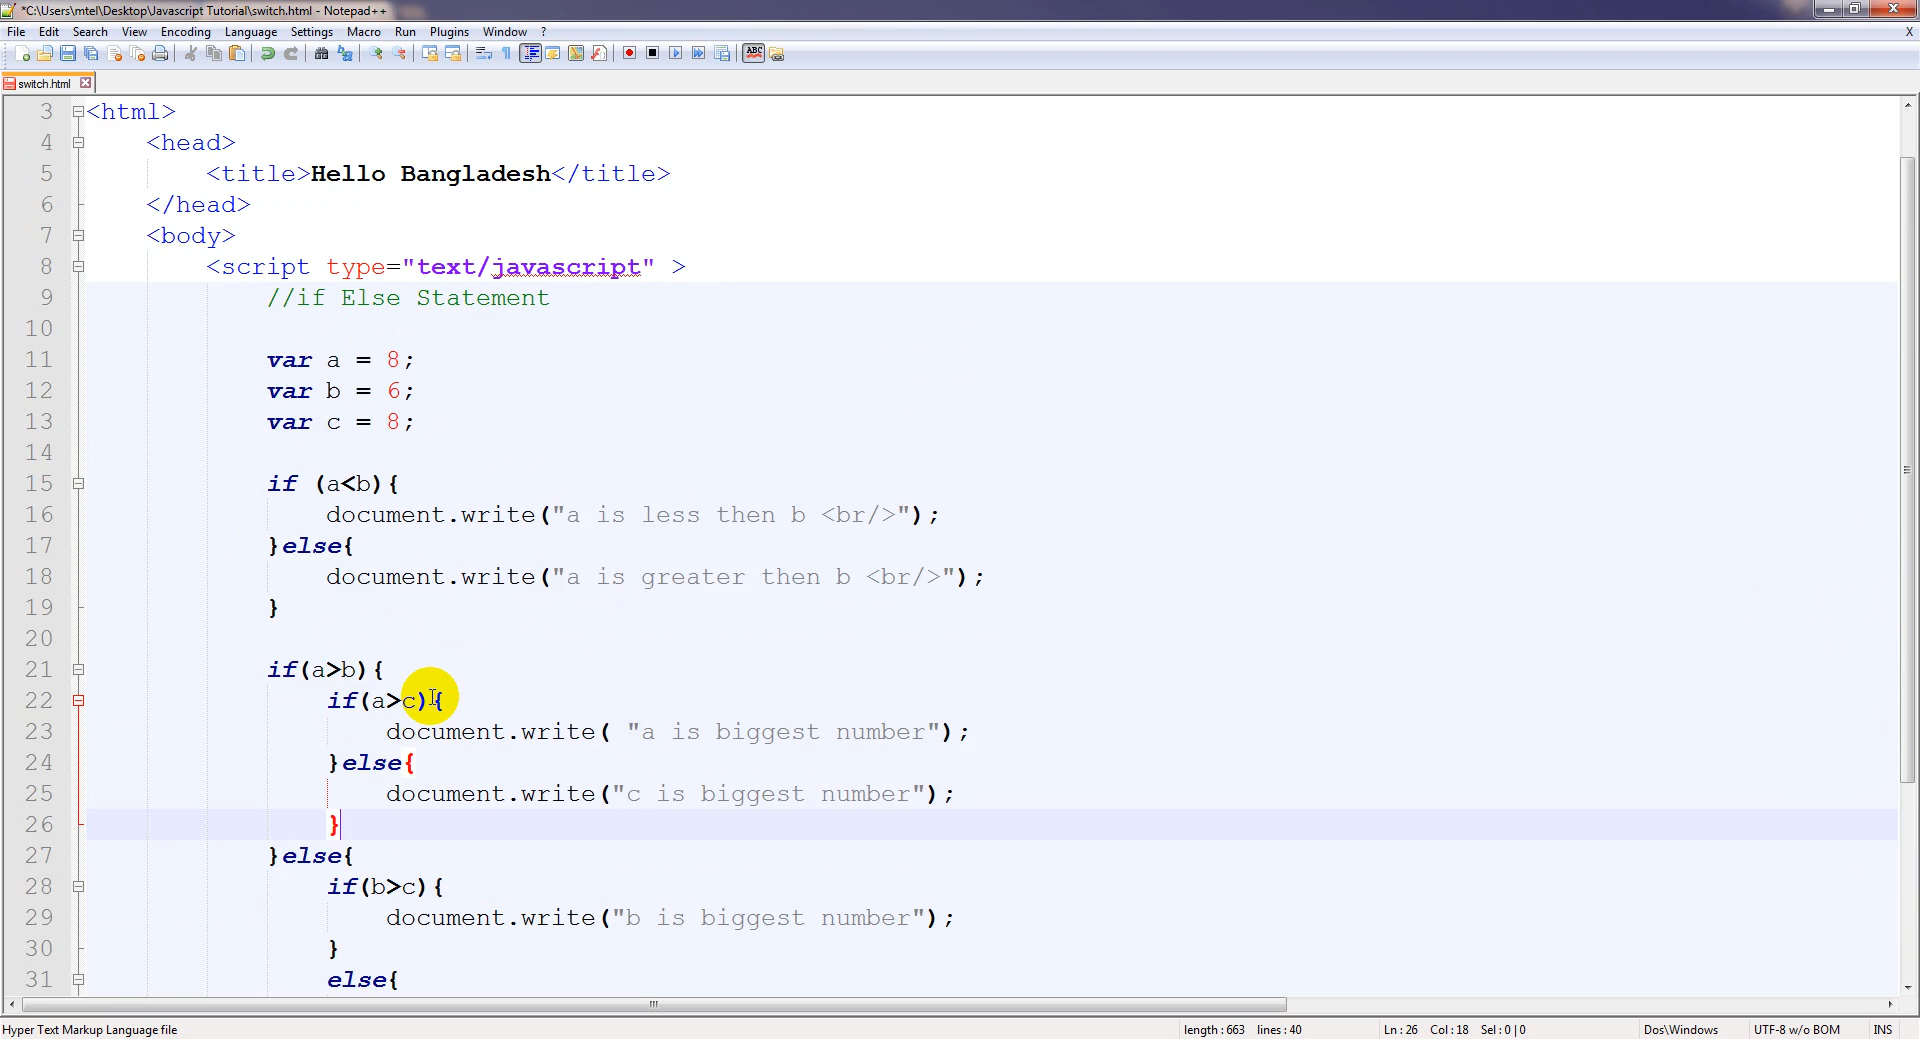 *C:\Users\mtel\Desktop\Javascript Tutorial\switch.html - Notepad++
File Edit Search View Encoding Language Settings Macro Run Plugins Window ? X
ABC
switch.html
3 <html>
4 <head>
5 <title>Hello Bangladesh</title>
6 </head>
7 <body>
8 <script type="text/javascript" >
9 //if Else Statement
10
11 var a = 8;
12 var b = 6;
13 var c = 8;
14
15 if (a<b){
16 document.write("a is less then b <br/>");
17 }else{
18 document.write("a is greater then b <br/>");
19 }
20
21 if(a>b){
22 if(a>c){
23 document.write( "a is biggest number");
24 }else{
25 document.write("c is biggest number");
26 }
27 }else{
28 if(b>c){
29 document.write("b is biggest number");
30 }
31 else{
Hyper Text Markup Language file length : 663 lines : 40 Ln : 26 Col : 18 Sel : 0 | 0 Dos\Windows UTF-8 w/o BOM INS